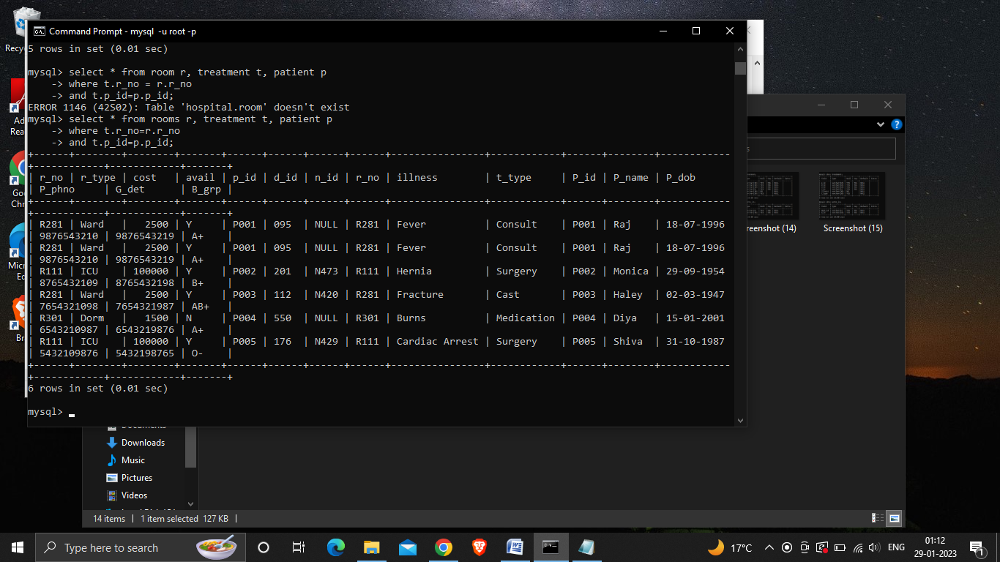 Recyc
Command Prompt - mysql  -u root -p
5 rows in set (0.01 sec)
mysql> select * from room r, treatment t, patient p
    -> where t.r_no = r.r_no
    -> and t.p_id=p.p_id;
ERROR 1146 (42S02): Table 'hospital.room' doesn't exist
mysql> select * from rooms r, treatment t, patient p
    -> where t.r_no=r.r_no
    -> and t.p_id=p.p_id;
+------+--------+--------+-------+------+------+------+------+----------------+------------+------+--------+------------
+------------+------------+-------+
| r_no | r_type | cost   | avail | p_id | d_id | n_id | r_no | illness        | t_type     | P_id | P_name | P_dob
| P_phno     | G_det      | B_grp |
+------+--------+--------+-------+------+------+------+------+----------------+------------+------+--------+------------
+------------+------------+-------+
| R281 | Ward   |   2500 | Y     | P001 | 095  | NULL | R281 | Fever          | Consult    | P001 | Raj    | 18-07-1996
| 9876543210 | 9876543219 | A+    |
| R281 | Ward   |   2500 | Y     | P001 | 095  | NULL | R281 | Fever          | Consult    | P001 | Raj    | 18-07-1996
| 9876543210 | 9876543219 | A+    |
| R111 | ICU    | 100000 | Y     | P002 | 201  | N473 | R111 | Hernia         | Surgery    | P002 | Monica | 29-09-1954
| 8765432109 | 8765432198 | B+    |
| R281 | Ward   |   2500 | Y     | P003 | 112  | N420 | R281 | Fracture       | Cast       | P003 | Haley  | 02-03-1947
| 7654321098 | 7654321987 | AB+   |
| R301 | Dorm   |   1500 | N     | P004 | 550  | NULL | R301 | Burns          | Medication | P004 | Diya   | 15-01-2001
| 6543210987 | 6543219876 | A+    |
| R111 | ICU    | 100000 | Y     | P005 | 176  | N429 | R111 | Cardiac Arrest | Surgery    | P005 | Shiva  | 31-10-1987
| 5432109876 | 5432198765 | O-    |
+------+--------+--------+-------+------+------+------+------+----------------+------------+------+--------+------------
+------------+------------+-------+
6 rows in set (0.01 sec)
mysql>
Ad
Rea
Goo
Chr
Micr
Ed
Br
reenshot (14)
Screenshot (15)
Documents
Downloads
Music
Pictures
Videos
14 items
1 item selected  127 KB
Type here to search
17°C
ENG
01:12
29-01-2023
1